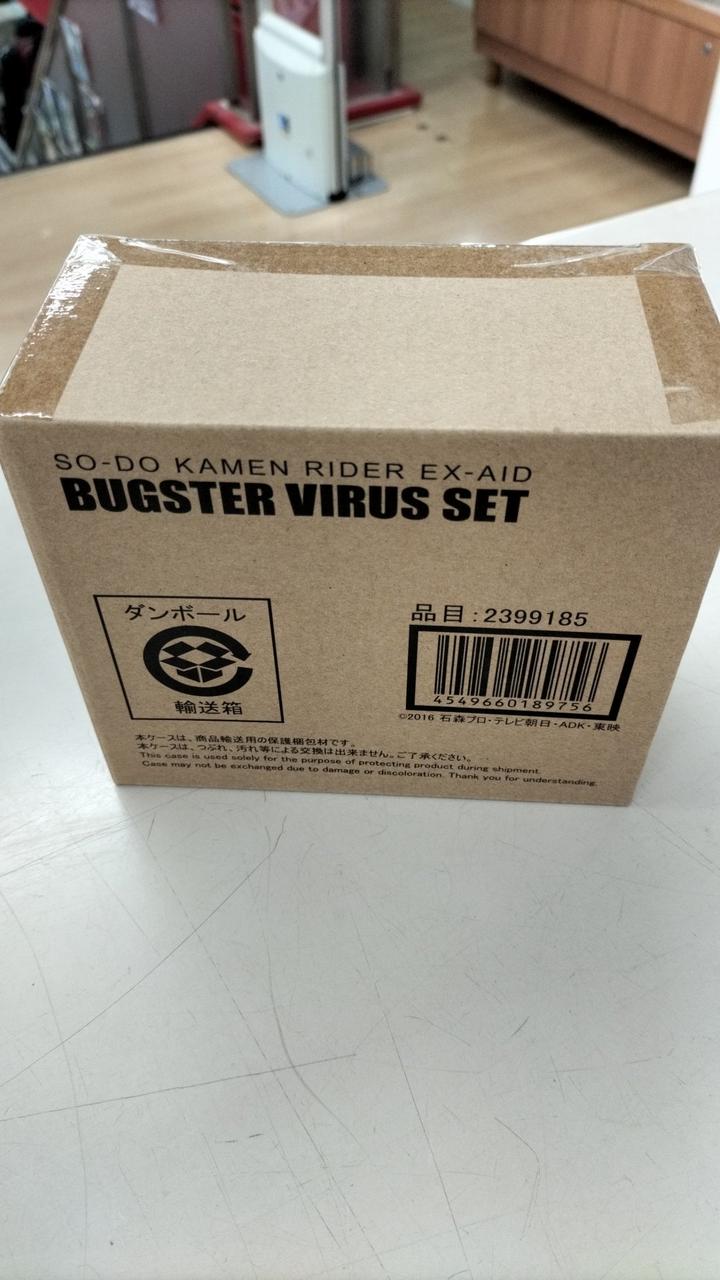 SO-DO KAMEN RIDER EX-AID
BUGSTER VIRUS SET
ダンボール
輸送箱
品目:2399185
4549660189756
©2016 石森プロ・テレビ朝日・ADK・東映
本ケースは、商品輸送用の保護梱包材です。
本ケースは、つぶれ、汚れ等による交換は出来ません。ご了承ください。
This case is used solely for the purpose of protecting product during shipment.
Case may not be exchanged due to damage or discoloration. Thank you for understanding.